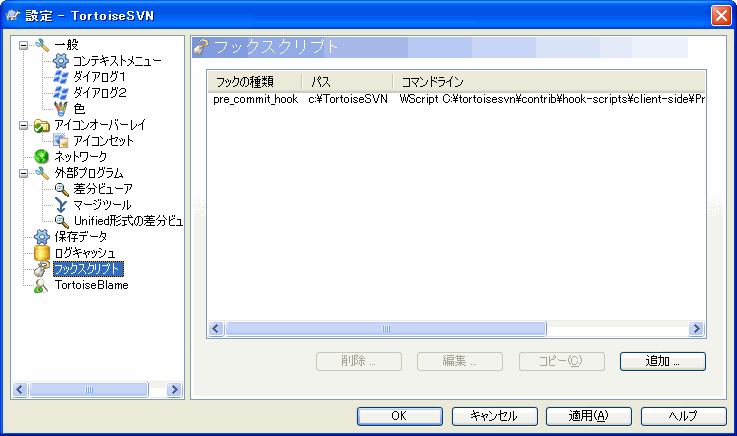 設定 - TortoiseSVN
一般
コンテキストメニュー
ダイアログ1
ダイアログ2
色
アイコンオーバーレイ
アイコンセット
ネットワーク
外部プログラム
差分ビューア
マージツール
Unified形式の差分ビュ
保存データ
ログキャッシュ
フックスクリプト
TortoiseBlame
フックスクリプト
フックの種類 パス コマンドライン
pre_commit_hook c:¥TortoiseSVN WScript C:¥tortoisesvn¥contrib¥hook-scripts¥client-side¥Pr
削除 ... 編集 ... コピー(C) 追加 ...
OK キャンセル 適用(A) ヘルプ